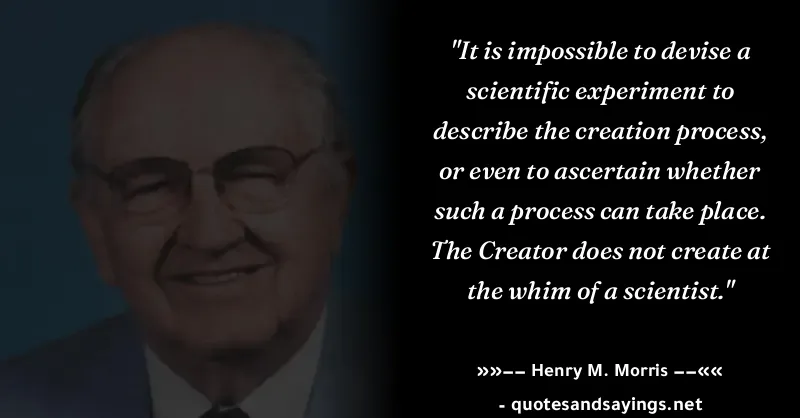 "It is impossible to devise a
scientific experiment to
describe the creation process,
or even to ascertain whether
such a process can take place.
The Creator does not create at
the whim of a scientist."
»»−− Henry M. Morris −−««
- quotesandsayings.net